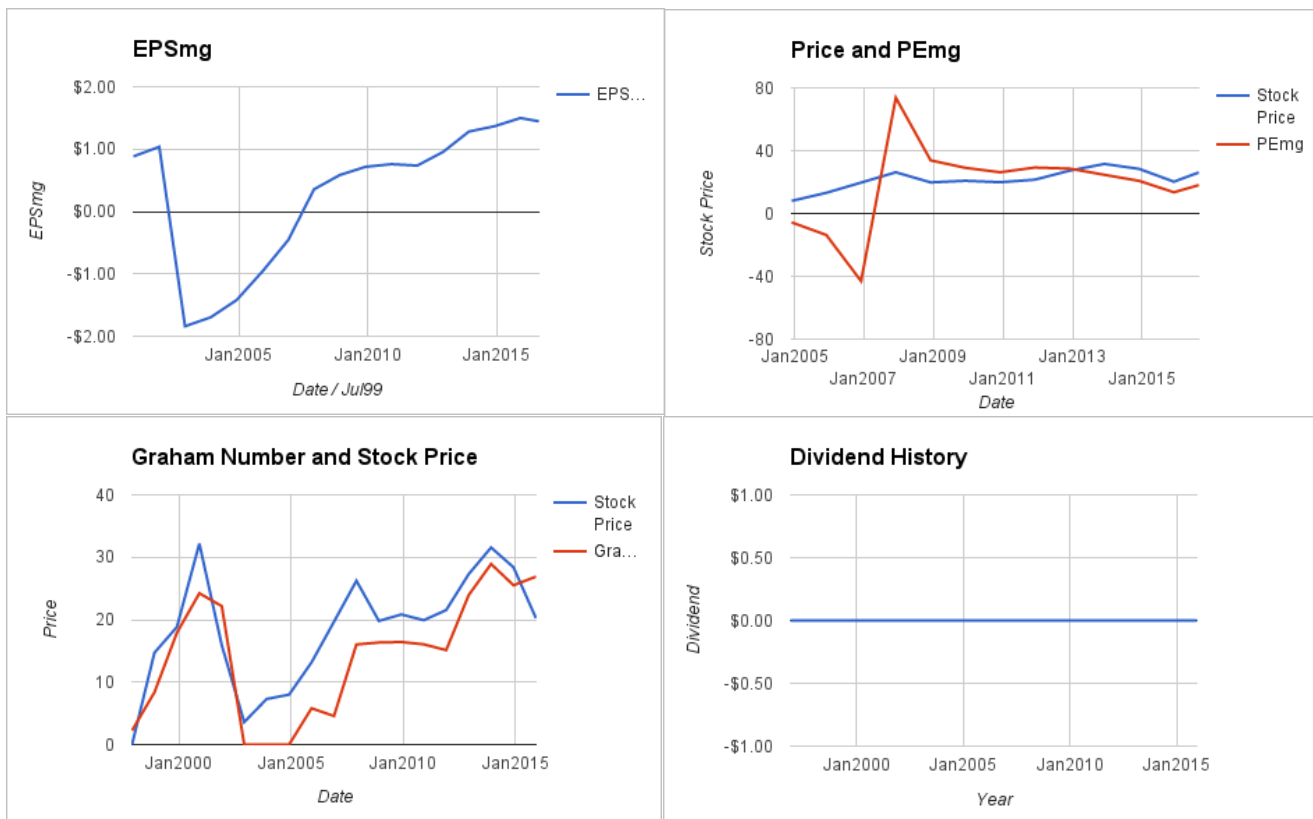 EPSmg
$2.00
$1.00
$0.00
-$1.00
-$2.00
EPSmg
Jan2005
Jan2010
Jan2015
Date / Jul99
EPS...
Price and PEmg
80
40
0
-40
-80
Stock Price
Jan2005
Jan2007
Jan2009
Jan2011
Jan2013
Jan2015
Date
Stock
Price
PEmg
Graham Number and Stock Price
40
30
20
10
0
Price
Jan2000
Jan2005
Jan2010
Jan2015
Date
Stock
Price
Gra...
Dividend History
$1.00
$0.50
$0.00
-$0.50
-$1.00
Dividend
Jan2000
Jan2005
Jan2010
Jan2015
Year